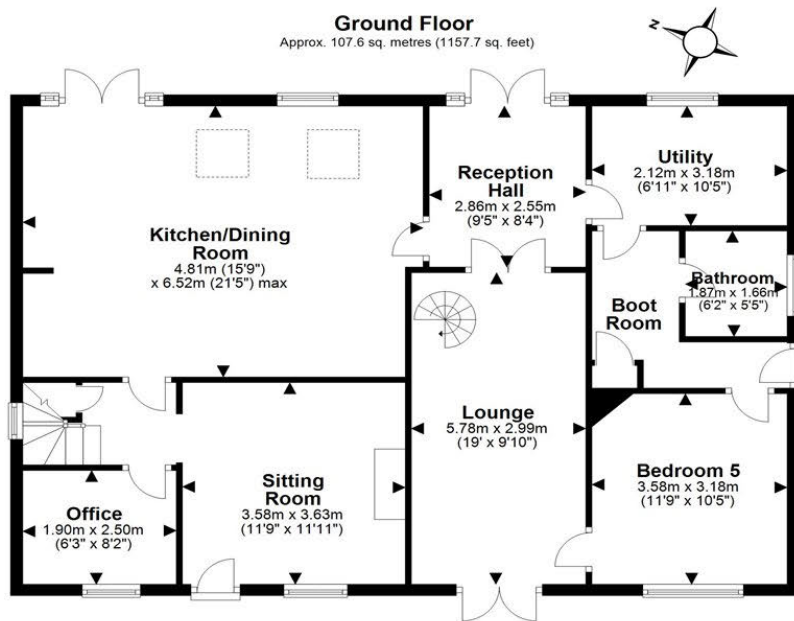 Ground Floor
Approx. 107.6 sq. metres (1157.7 sq. feet)
N
Kitchen/Dining
Room
4.81m (15'9")
x 6.52m (21'5") max
Reception
Hall
2.86m x 2.55m
(9'5" x 8'4")
Utility
2.12m x 3.18m
(6'11" x 10'5")
Bathroom
1.87m x 1.66m
(6'2" x 5'5")
Boot
Room
Lounge
5.78m x 2.99m
(19' x 9'10")
Sitting
Room
3.58m x 3.63m
(11'9" x 11'11")
Office
1.90m x 2.50m
(6'3" x 8'2")
Bedroom 5
3.58m x 3.18m
(11'9" x 10'5")